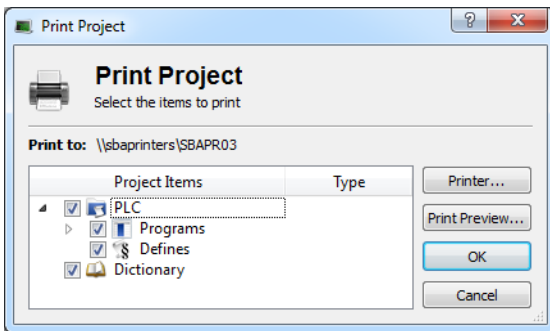 Print Project
Print Project
Select the items to print
Print to: \\sbaprinters\SBAPR03
Project Items Type
Printer...
PLC
Programs
Print Preview...
Defines
OK
Dictionary
Cancel